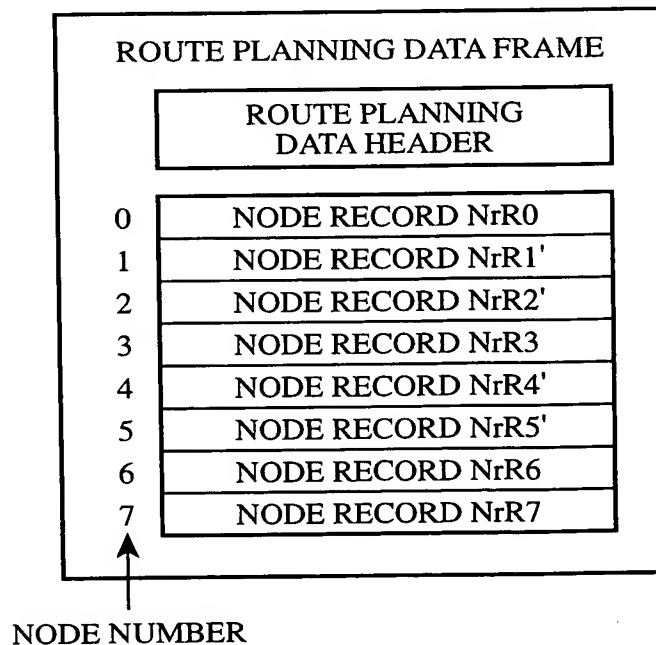 ROUTE PLANNING DATA FRAME
ROUTE PLANNING
DATA HEADER
0 NODE RECORD NrR0
1 NODE RECORD NrR1'
2 NODE RECORD NrR2'
3 NODE RECORD NrR3
4 NODE RECORD NrR4'
5 NODE RECORD NrR5'
6 NODE RECORD NrR6
7 NODE RECORD NrR7
NODE NUMBER